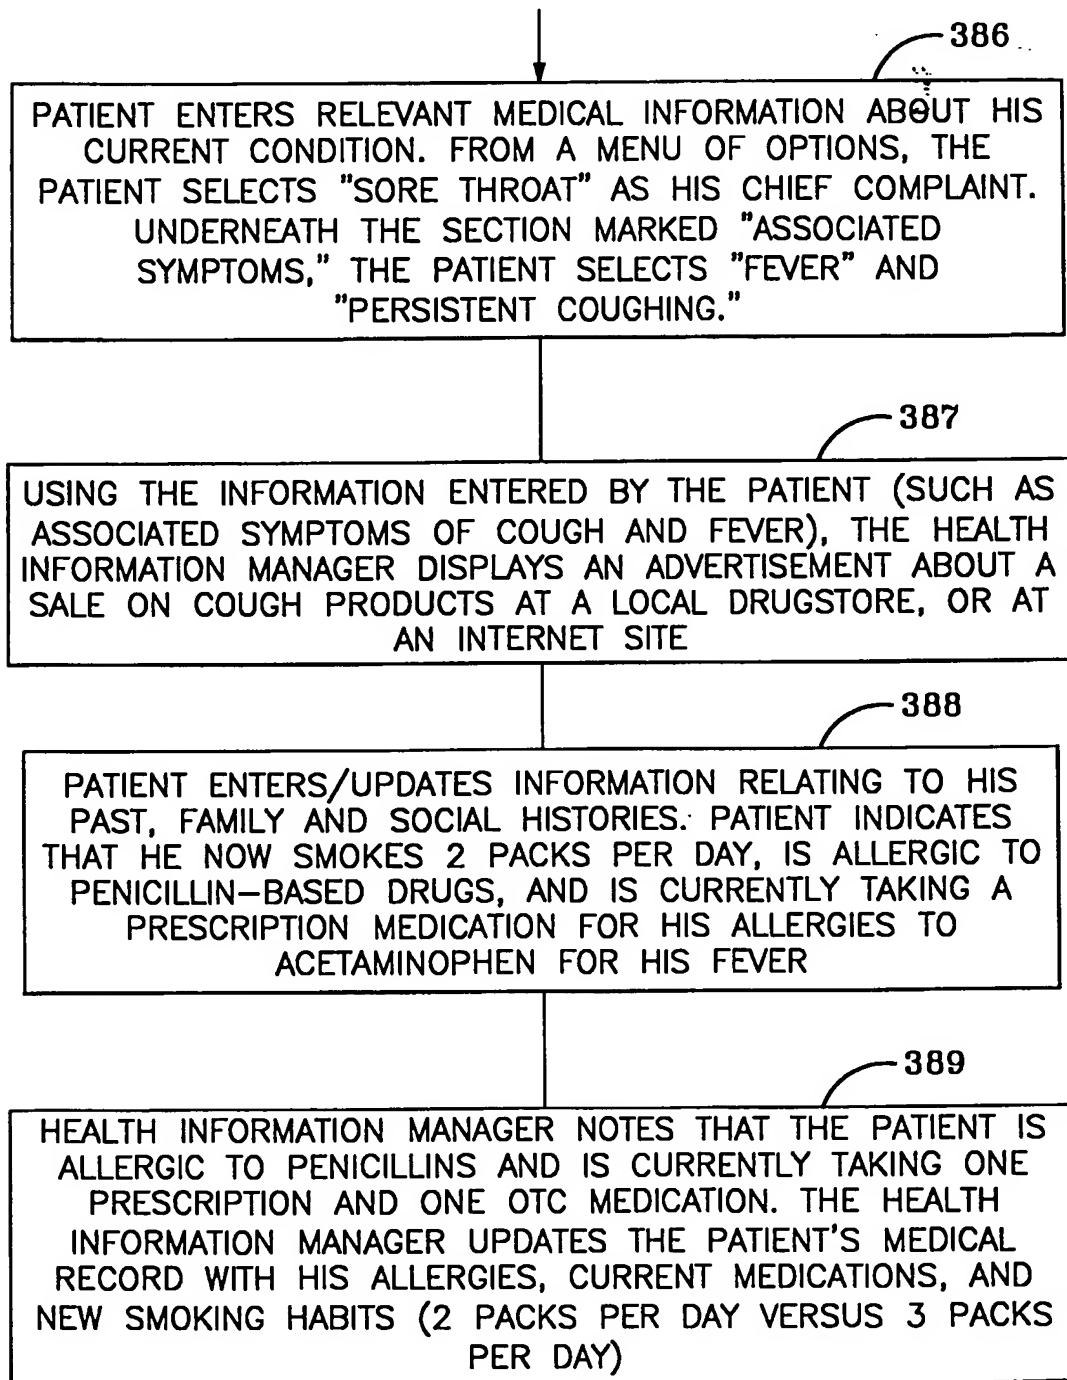 386
PATIENT ENTERS RELEVANT MEDICAL INFORMATION ABOUT HIS
CURRENT CONDITION. FROM A MENU OF OPTIONS, THE
PATIENT SELECTS "SORE THROAT" AS HIS CHIEF COMPLAINT.
UNDERNEATH THE SECTION MARKED "ASSOCIATED
SYMPTOMS," THE PATIENT SELECTS "FEVER" AND
"PERSISTENT COUGHING."
387
USING THE INFORMATION ENTERED BY THE PATIENT (SUCH AS
ASSOCIATED SYMPTOMS OF COUGH AND FEVER), THE HEALTH
INFORMATION MANAGER DISPLAYS AN ADVERTISEMENT ABOUT A
SALE ON COUGH PRODUCTS AT A LOCAL DRUGSTORE, OR AT
AN INTERNET SITE
388
PATIENT ENTERS/UPDATES INFORMATION RELATING TO HIS
PAST, FAMILY AND SOCIAL HISTORIES. PATIENT INDICATES
THAT HE NOW SMOKES 2 PACKS PER DAY, IS ALLERGIC TO
PENICILLIN-BASED DRUGS, AND IS CURRENTLY TAKING A
PRESCRIPTION MEDICATION FOR HIS ALLERGIES TO
ACETAMINOPHEN FOR HIS FEVER
389
HEALTH INFORMATION MANAGER NOTES THAT THE PATIENT IS
ALLERGIC TO PENICILLINS AND IS CURRENTLY TAKING ONE
PRESCRIPTION AND ONE OTC MEDICATION. THE HEALTH
INFORMATION MANAGER UPDATES THE PATIENT'S MEDICAL
RECORD WITH HIS ALLERGIES, CURRENT MEDICATIONS, AND
NEW SMOKING HABITS (2 PACKS PER DAY VERSUS 3 PACKS
PER DAY)